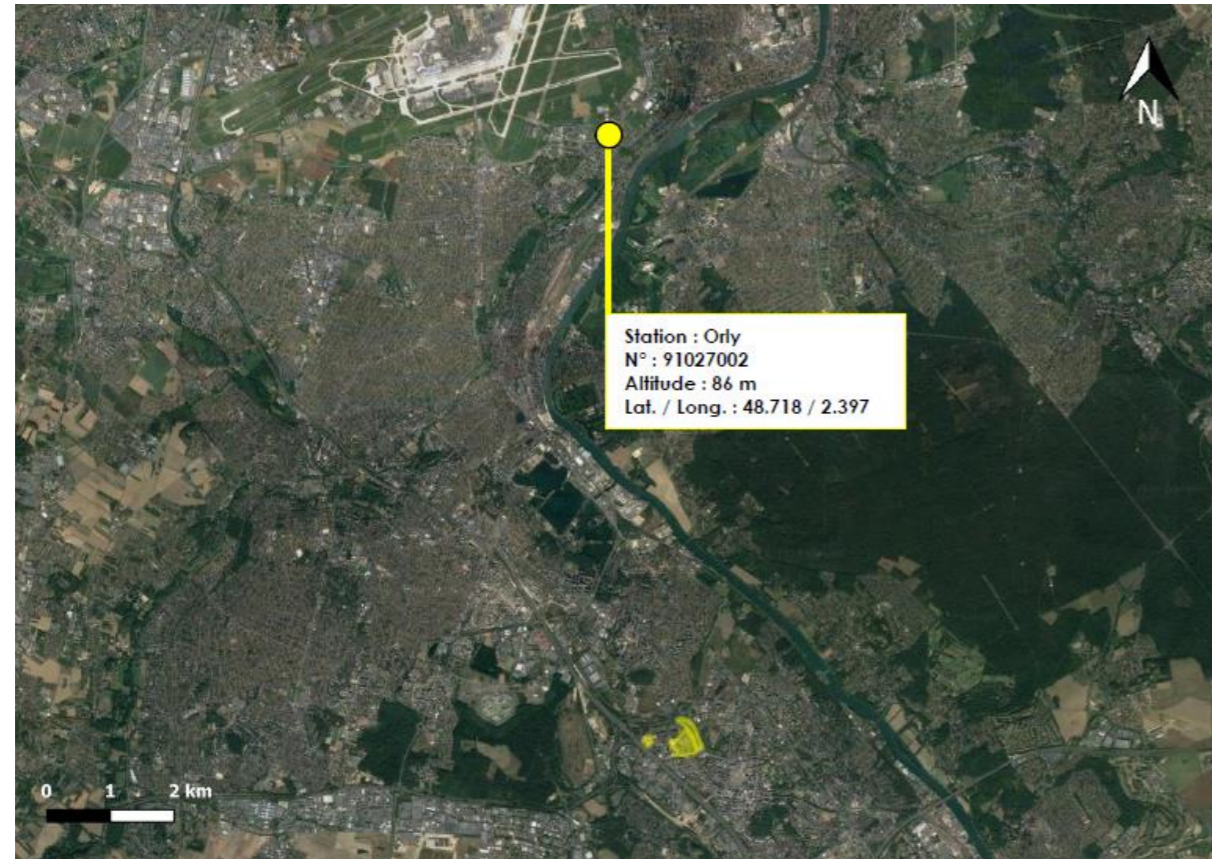 N
Station : Orly
N° : 91027002
Altitude : 86 m
Lat. / Long. : 48.718 / 2.397
0 1 2 km